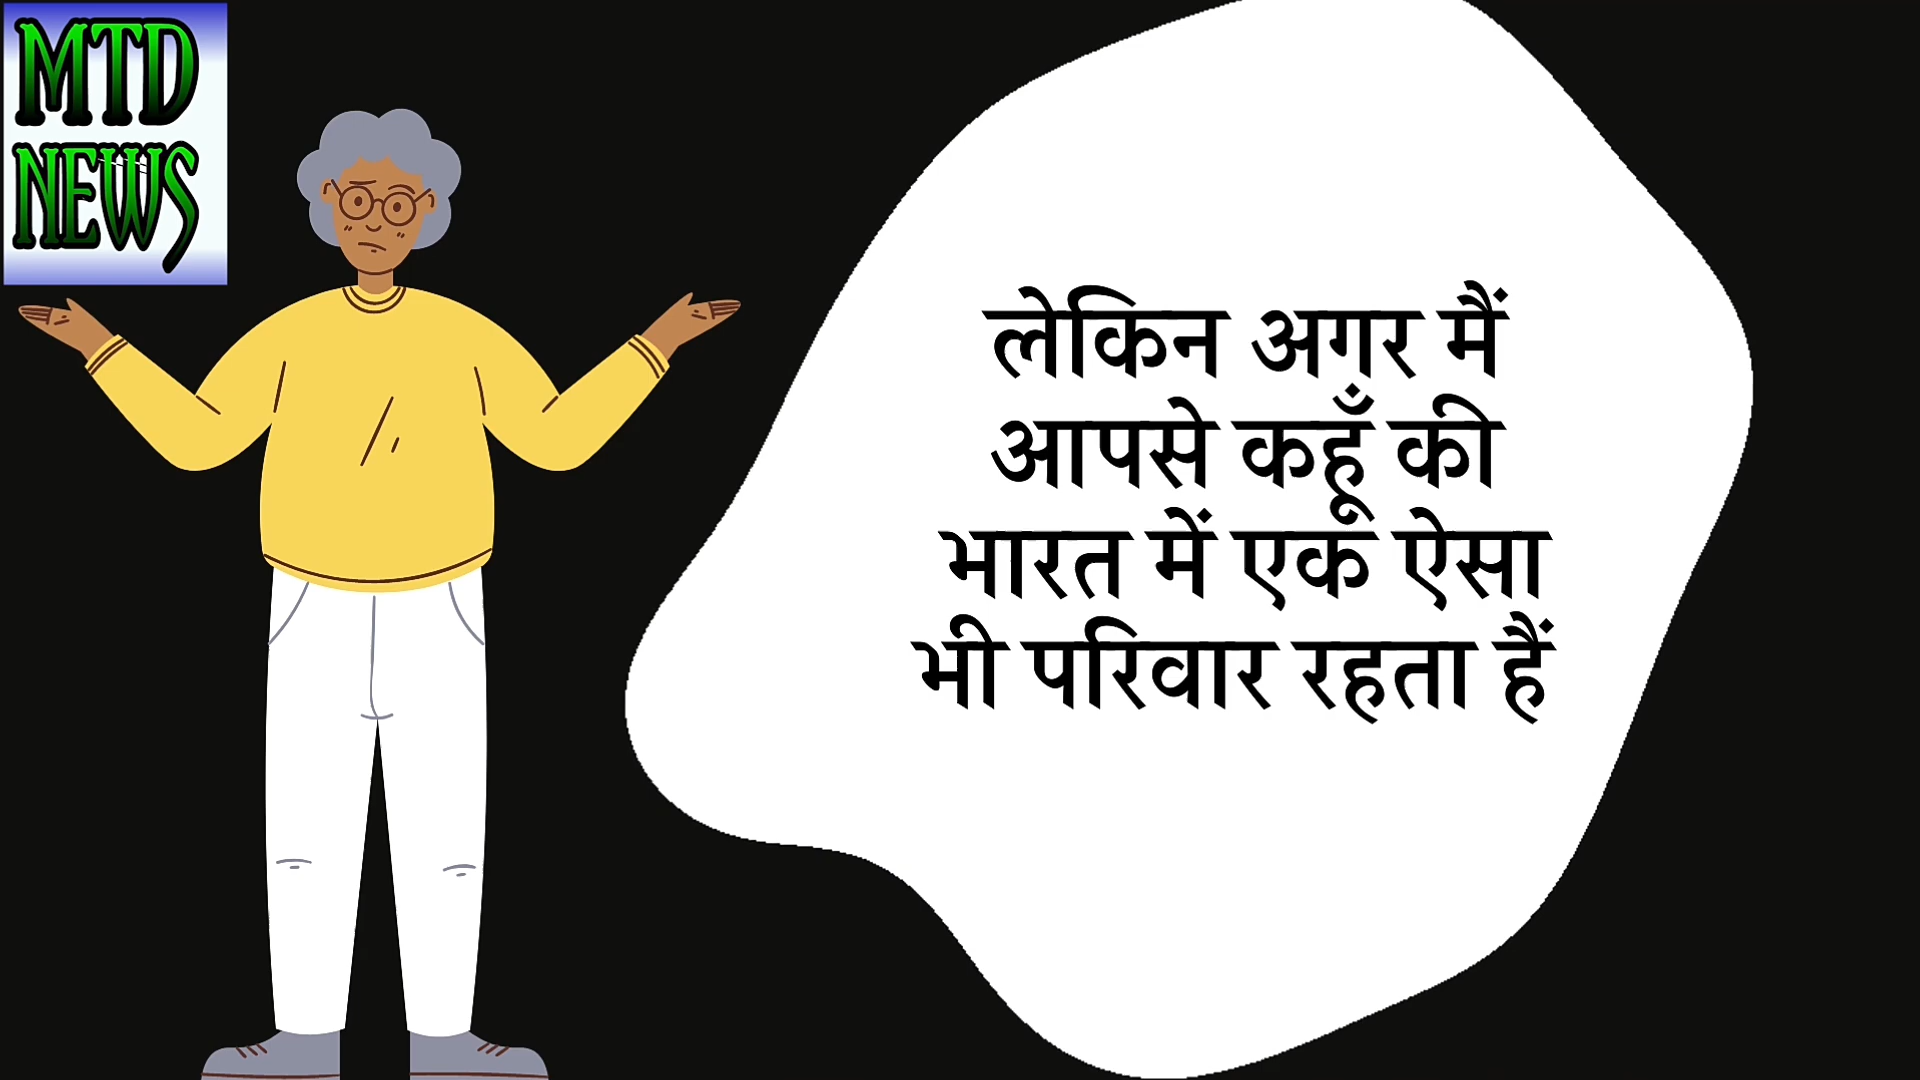 MTD
NEWS
लेकिन अगर मैं
आपसे कहूँ की
भारत में एक ऐसा
भी परिवार रहता हैं